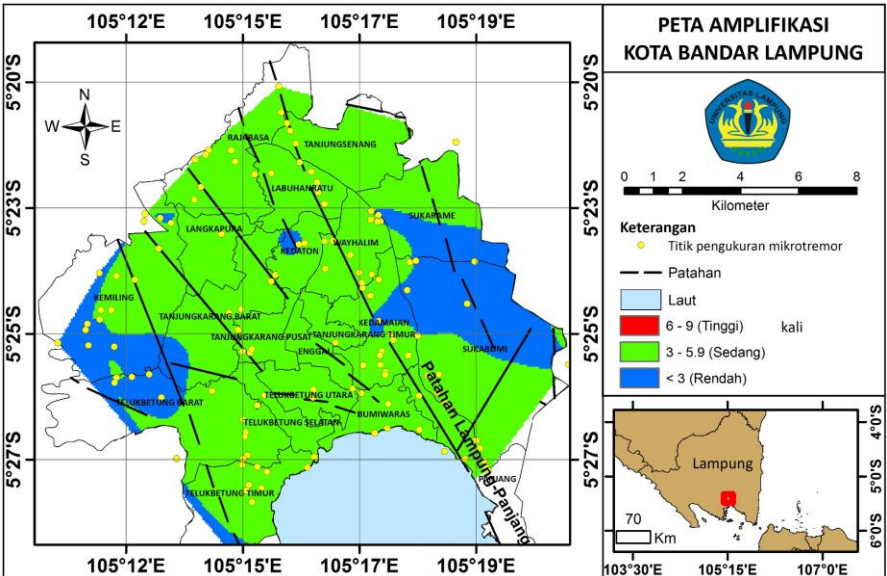 105°12'E 105°15'E 105°17'E 105°19'E
PETA AMPLIFIKASI
KOTA BANDAR LAMPUNG
5°20'S 5°20'S
N
W E
S
RAJABASA
TANJUNGSENANG
UNIVERSITAS LAMPUNG
LABUHANRATU
0 1 2 4 6 8
Kilometer
5°23'S 5°23'S
SUKARAME
LANGKAPURA
Keterangan
WAYHALIM
Titik pengukuran mikrotremor
KEDATON
Patahan
KEMILING
Laut
TANJUNGKARANG BARAT
KEDAMAIAN
6 - 9 (Tinggi) kali
5°25'S 5°25'S
TANJUNGKARANG PUSAT
TANJUNGKARANG TIMUR
ENGGAL
SUKABUMI
3 - 5.9 (Sedang)
< 3 (Rendah)
Patahan Lampung-Panjang
TELUKBETUNG BARAT
TELUKBETUNG UTARA
BUMIWARAS
TELUKBETUNG SELATAN
5°27'S 5°27'S
PANJANG
TELUKBETUNG TIMUR
4°0'S
Lampung
5°0'S
70
Km
6°0'S
105°12'E 105°15'E 105°17'E 105°19'E
103°30'E 105°15'E 107°0'E